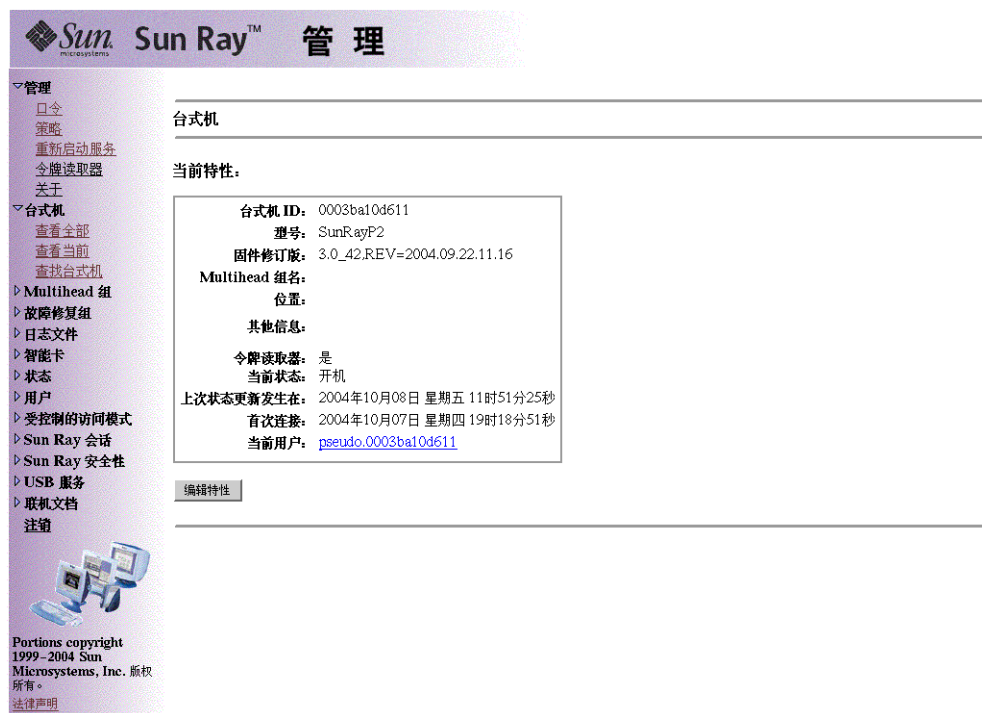 Sun microsystems Sun Ray™ 管 理
管理
口令
策略
重新启动服务
令牌读取器
关于
台式机
查看全部
查看当前
查找台式机
Multihead 组
故障修复组
日志文件
智能卡
状态
用户
受控制的访问模式
Sun Ray 会话
Sun Ray 安全性
USB 服务
联机文档
注销
Portions copyright
1999-2004 Sun
Microsystems, Inc. 版权
所有。
法律声明
台式机
当前特性:
台式机 ID: 0003ba10d611
型号: SunRayP2
固件修订版: 3.0_42,REV=2004.09.22.11.16
Multihead 组名:
位置:
其他信息:
令牌读取器: 是
当前状态: 开机
上次状态更新发生在: 2004年10月08日 星期五 11时51分25秒
首次连接: 2004年10月07日 星期四 19时18分51秒
当前用户: pseudo.0003ba10d611
编辑特性